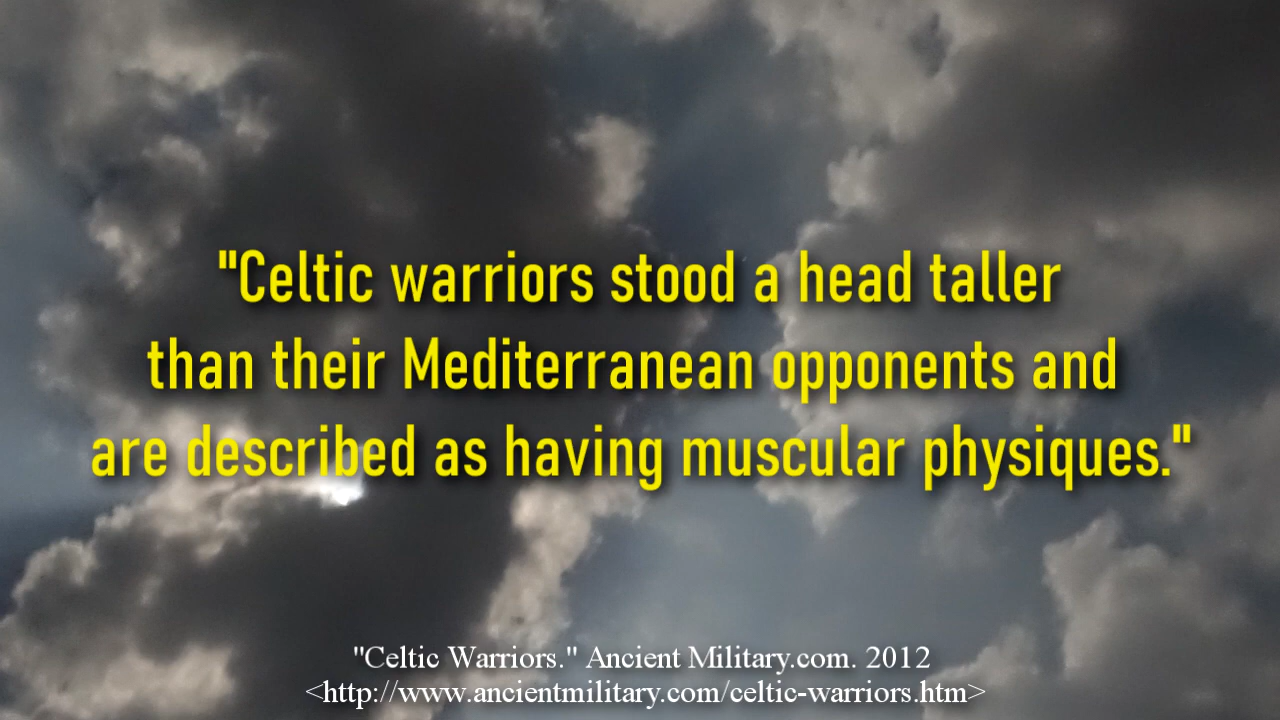 "Celtic warriors stood a head taller
than their Mediterranean opponents and
are described as having muscular physiques."
"Celtic Warriors." Ancient Military.com. 2012
<http://www.ancientmilitary.com/celtic-warriors.htm>